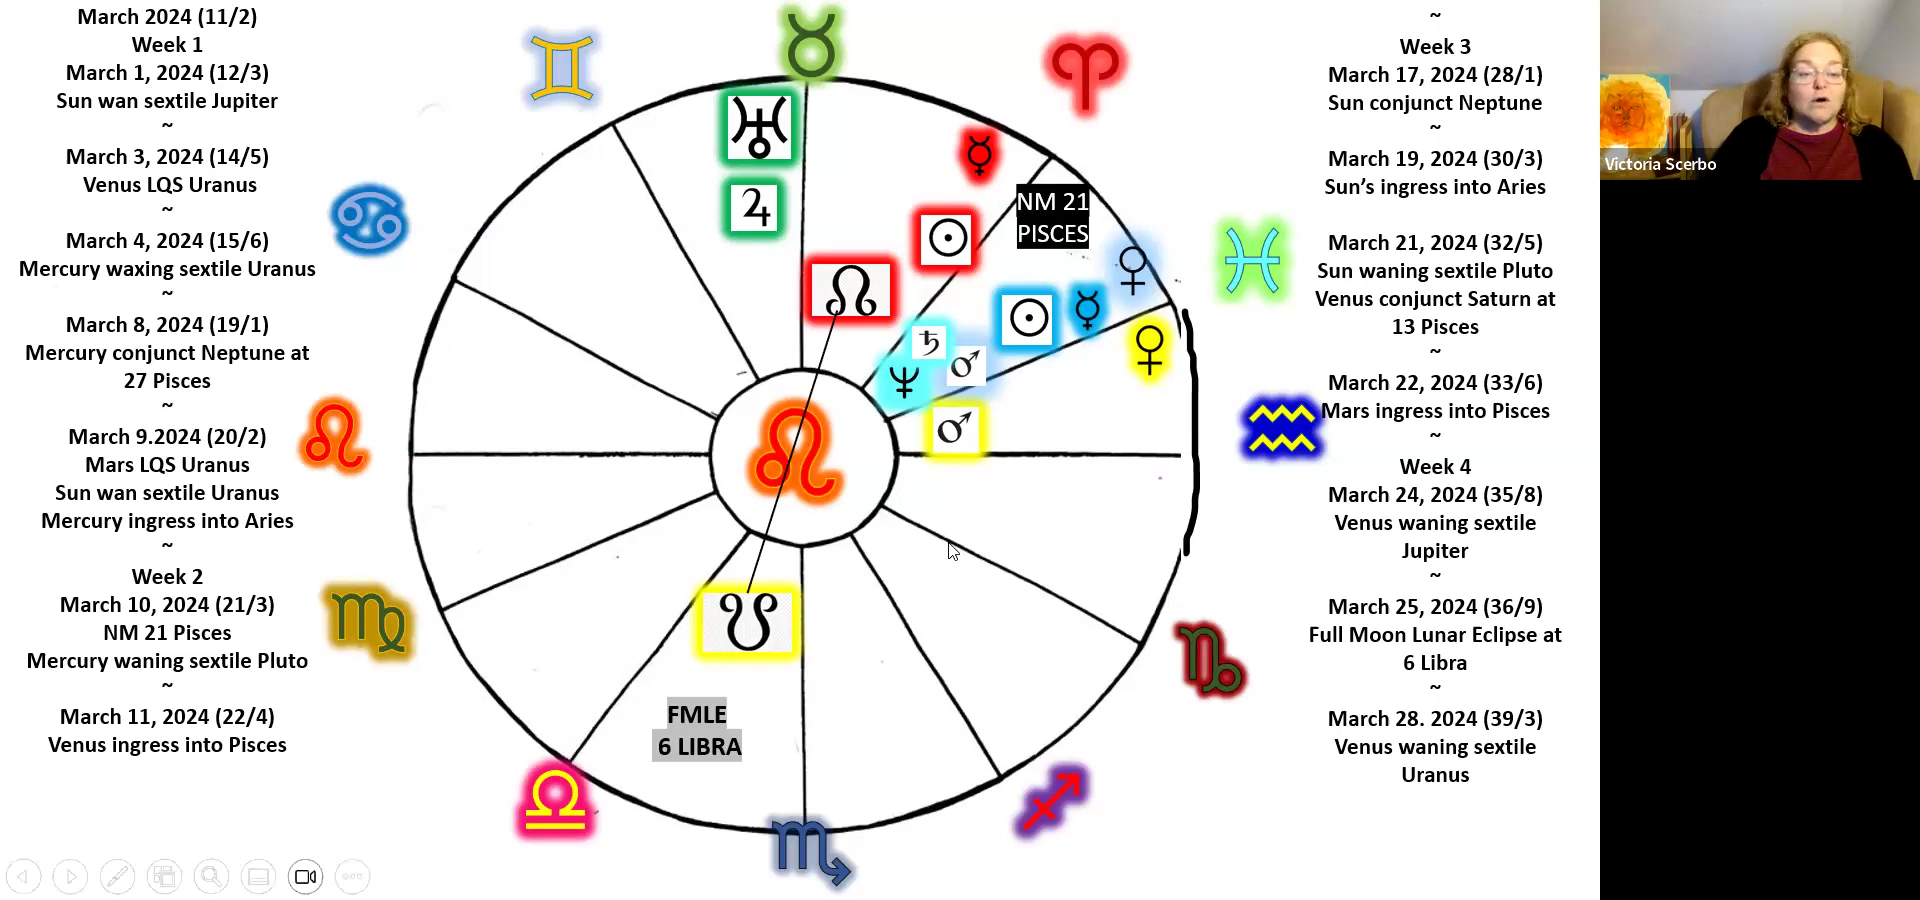 March 2024 (11/2)
Week 1
March 1, 2024 (12/3)
Sun wan sextile Jupiter
~
March 3, 2024 (14/5)
Venus LQS Uranus
~
March 4, 2024 (15/6)
Mercury waxing sextile Uranus
~
March 8, 2024 (19/1)
Mercury conjunct Neptune at
27 Pisces
~
March 9.2024 (20/2)
Mars LQS Uranus
Sun wan sextile Uranus
Mercury ingress into Aries
~
Week 2
March 10, 2024 (21/3)
NM 21 Pisces
Mercury waning sextile Pluto
~
March 11, 2024 (22/4)
Venus ingress into Pisces
NM 21
PISCES
FMLE
6 LIBRA
~
Week 3
March 17, 2024 (28/1)
Sun conjunct Neptune
~
March 19, 2024 (30/3)
Sun’s ingress into Aries
March 21, 2024 (32/5)
Sun waning sextile Pluto
Venus conjunct Saturn at
13 Pisces
~
March 22, 2024 (33/6)
Mars ingress into Pisces
~
Week 4
March 24, 2024 (35/8)
Venus waning sextile
Jupiter
~
March 25, 2024 (36/9)
Full Moon Lunar Eclipse at
6 Libra
~
March 28. 2024 (39/3)
Venus waning sextile
Uranus
Victoria Scerbo